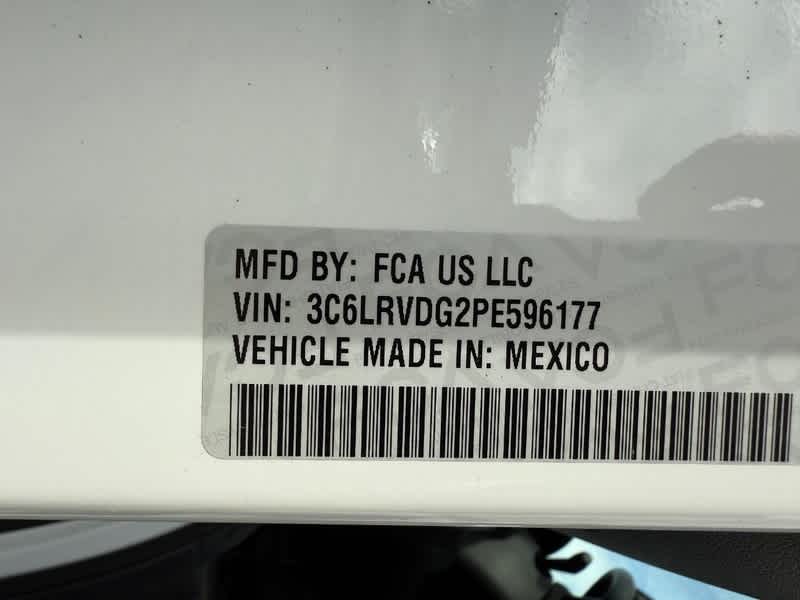 MFD BY: FCA US LLC
VIN: 3C6LRVDG2PE596177
VEHICLE MADE IN: MEXICO